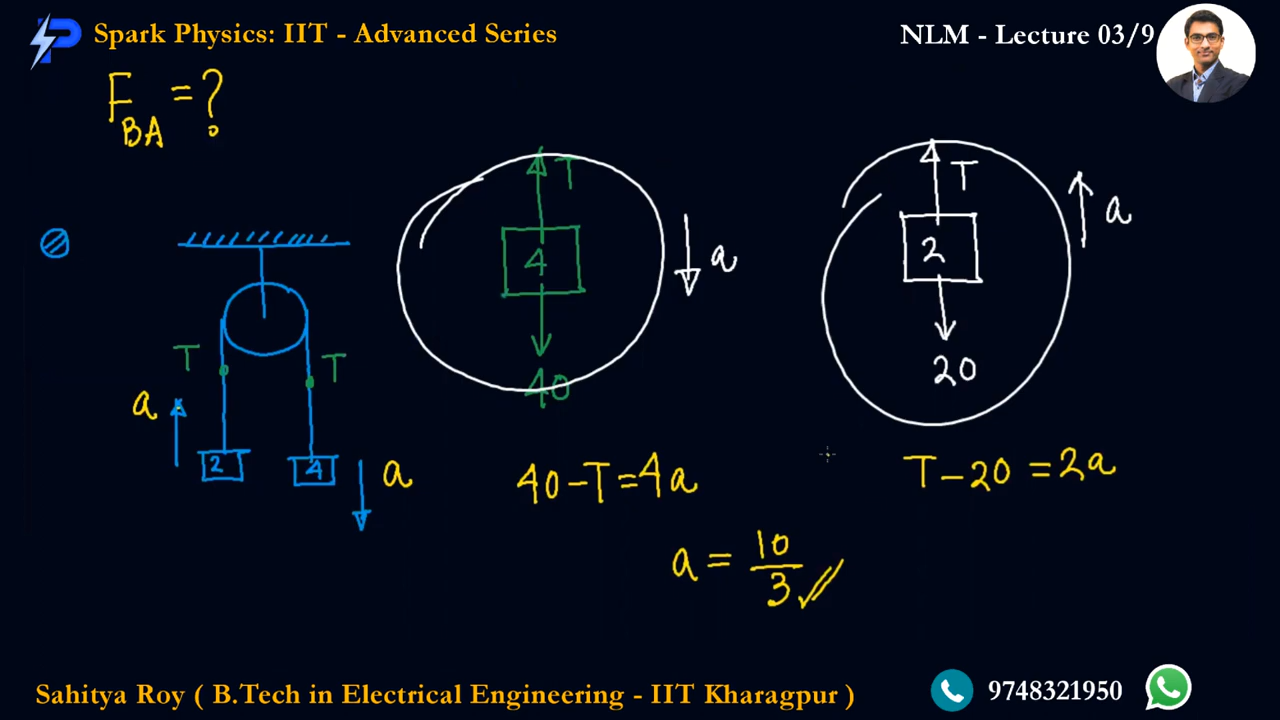 Spark Physics: IIT - Advanced Series
NLM - Lecture 03/9
F_BA = ?
T
4
40
a
T
2
20
a
T
T
a
2
4
a
40 - T = 4a
T - 20 = 2a
a = 10/3
Sahitya Roy ( B.Tech in Electrical Engineering - IIT Kharagpur )
9748321950